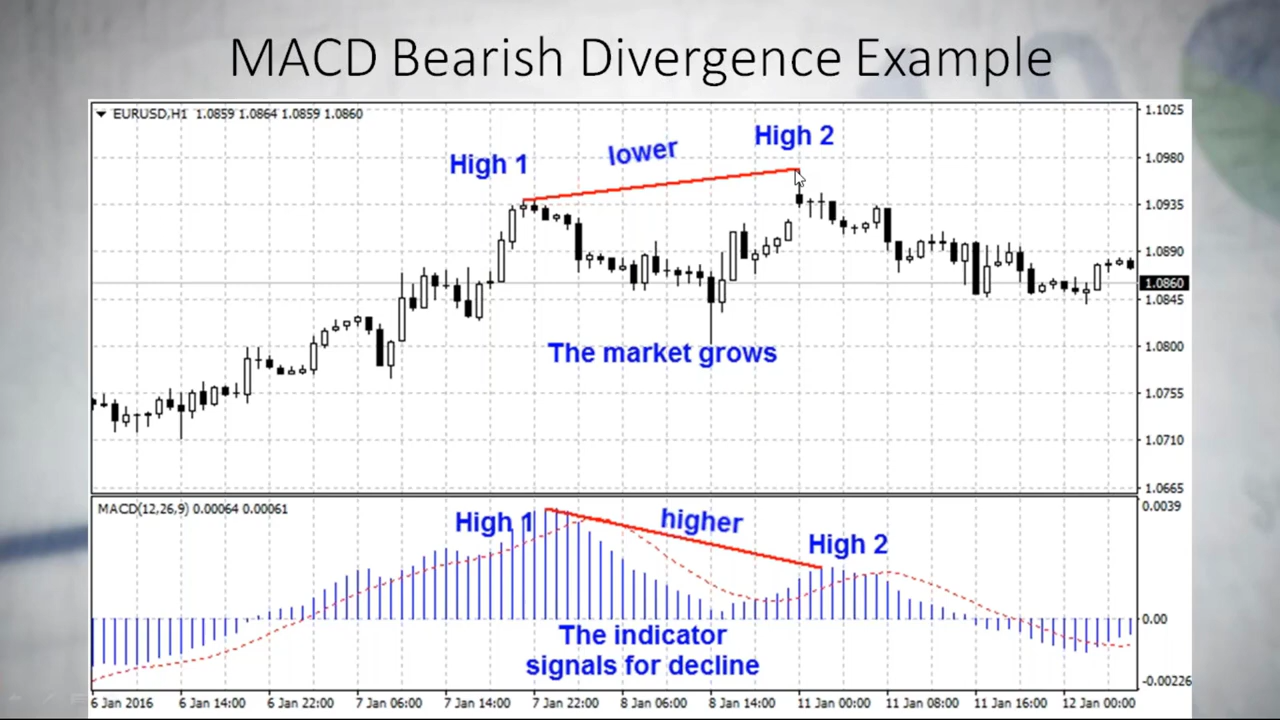 MACD Bearish Divergence Example
EURUSD,H1 1.0859 1.0864 1.0859 1.0860
High 1
lower
High 2
The market grows
1.1025
1.0980
1.0935
1.0890
1.0860
1.0845
1.0800
1.0755
1.0710
1.0665
MACD(12,26,9) 0.00064 0.00061
High 1
higher
High 2
The indicator
signals for decline
0.0039
0.00
-0.00226
6 Jan 2016 6 Jan 14:00 6 Jan 22:00 7 Jan 06:00 7 Jan 14:00 7 Jan 22:00 8 Jan 06:00 8 Jan 14:00 11 Jan 00:00 11 Jan 08:00 11 Jan 16:00 12 Jan 00:00